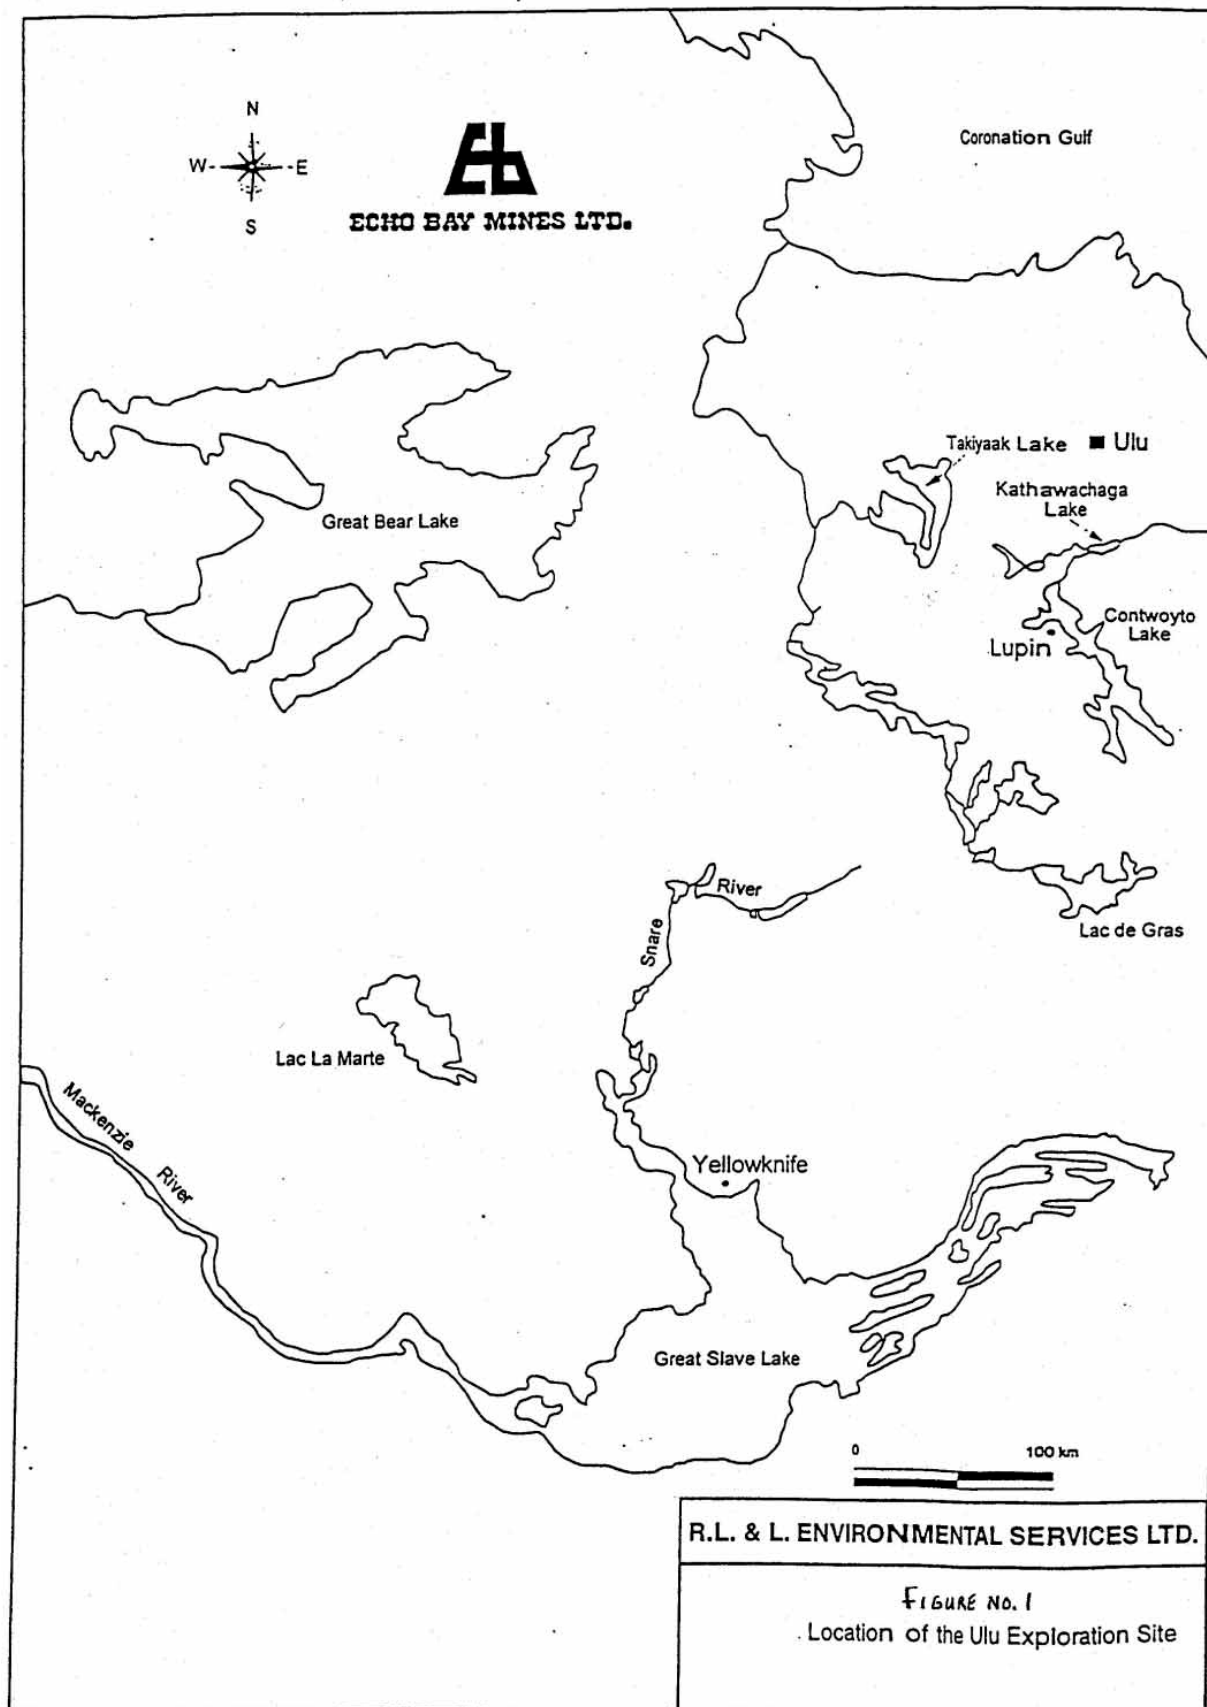 N
W E
S
ECHO BAY MINES LTD.
Coronation Gulf
Takiyaak Lake
Ulu
Kathawachaga
Lake
Great Bear Lake
Contwoyto
Lake
Lupin
River
Snare
Lac de Gras
Lac La Marte
Mackenzie
River
Yellowknife
Great Slave Lake
0 100 km
R.L. & L. ENVIRONMENTAL SERVICES LTD.
FIGURE NO. 1
Location of the Ulu Exploration Site